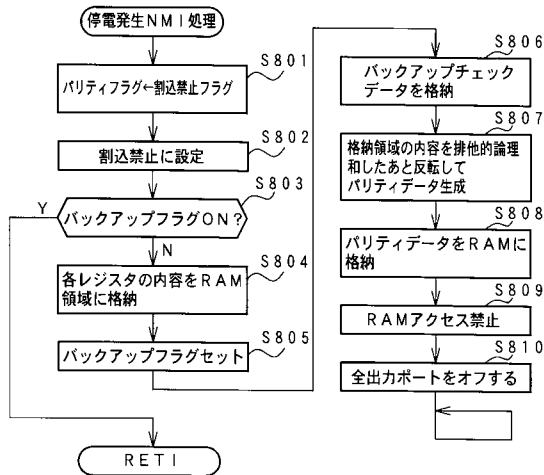 停電発生NMI処理
S801
パリティフラグ←割込禁止フラグ
S802
割込禁止に設定
S803
バックアップフラグON?
Y
N
S804
各レジスタの内容をRAM
領域に格納
S805
バックアップフラグセット
RETI
S806
バックアップチェック
データを格納
S807
格納領域の内容を排他的論理
和したあと反転して
パリティデータ生成
S808
パリティデータをRAMに
格納
S809
RAMアクセス禁止
S810
全出力ポートをオフする